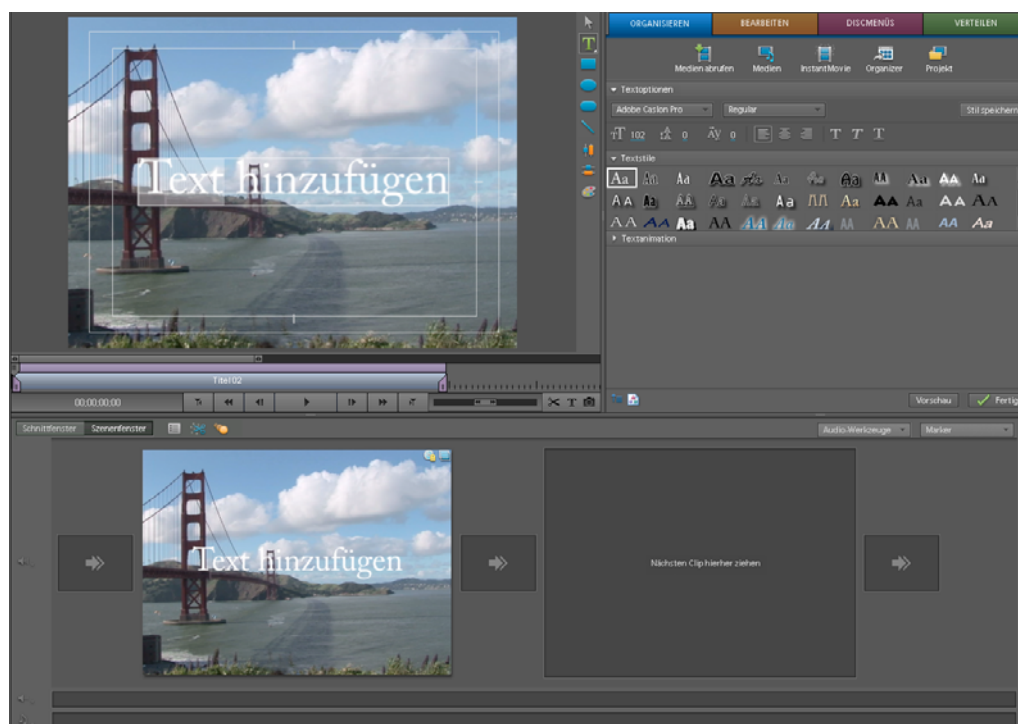 ORGANISIEREN
BEARBEITEN
DISCMENÜS
VERTEILEN
Medien abrufen
Medien
InstantMovie
Organizer
Projekt
Textoptionen
Adobe Caslon Pro
Regular
Stil speichern
102
0
0
Textstile
Textanimation
Text hinzufügen
Titel 02
00;00;00;00
Vorschau
Fertig
Schnittfenster
Szenenfenster
Audio-Werkzeuge
Marker
Text hinzufügen
Nächsten Clip hierher ziehen